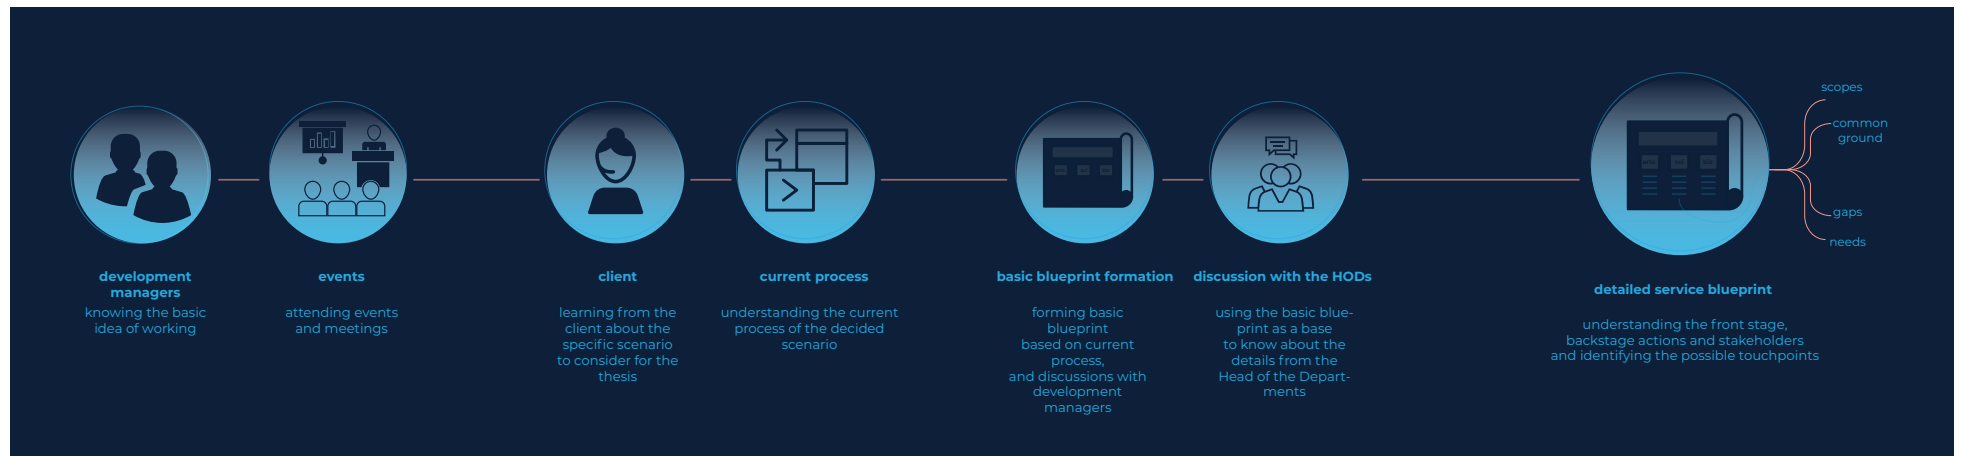 development
managers
knowing the basic
idea of working
events
attending events
and meetings
client
learning from the
client about the
specific scenario
to consider for the
thesis
current process
understanding the current
process of the decided
scenario
basic blueprint formation
forming basic
blueprint
based on current
process,
and discussions with
development
managers
discussion with the HODs
using the basic blue-
print as a base
to know about the
details from the
Head of the Depart-
ments
detailed service blueprint
understanding the front stage,
backstage actions and stakeholders
and identifying the possible touchpoints
scopes
common
ground
gaps
needs